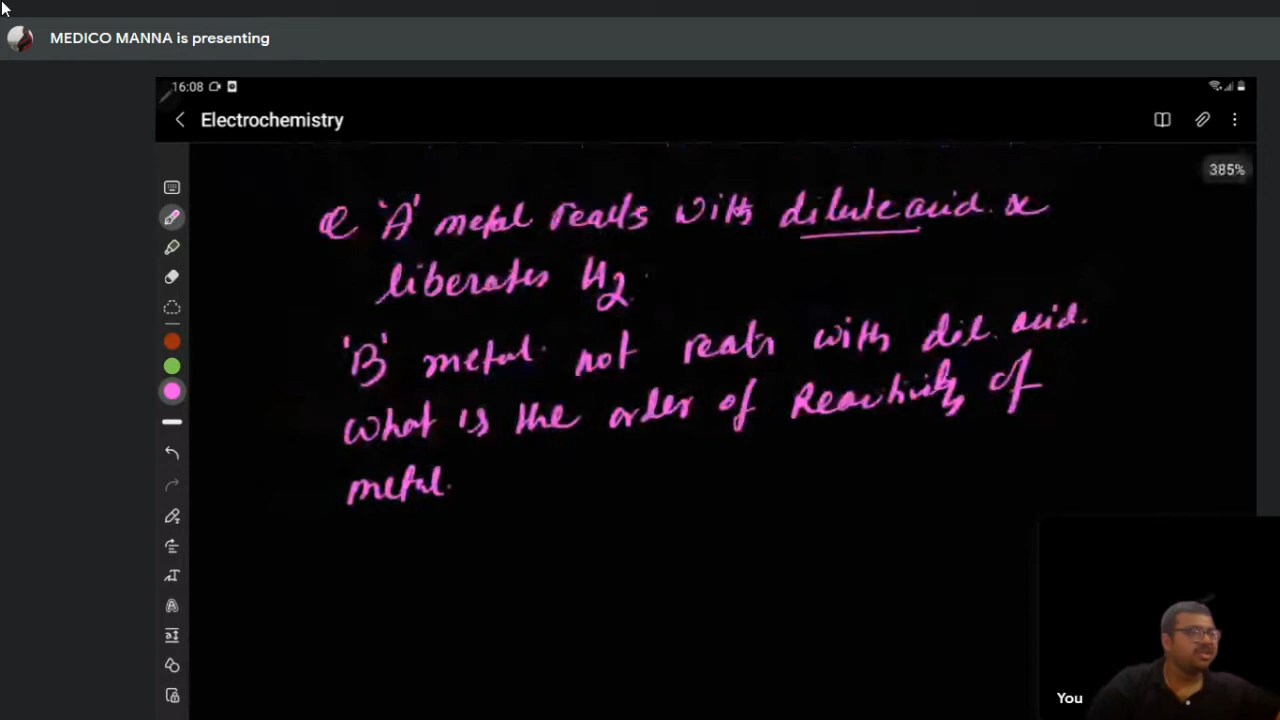 MEDICO MANNA is presenting
16:08
Electrochemistry
385%
Q 'A' metal reacts with dilute acid. &
liberates H2
'B' metal not reats with dil. acid.
What is the order of Reactivity of
metal.
You